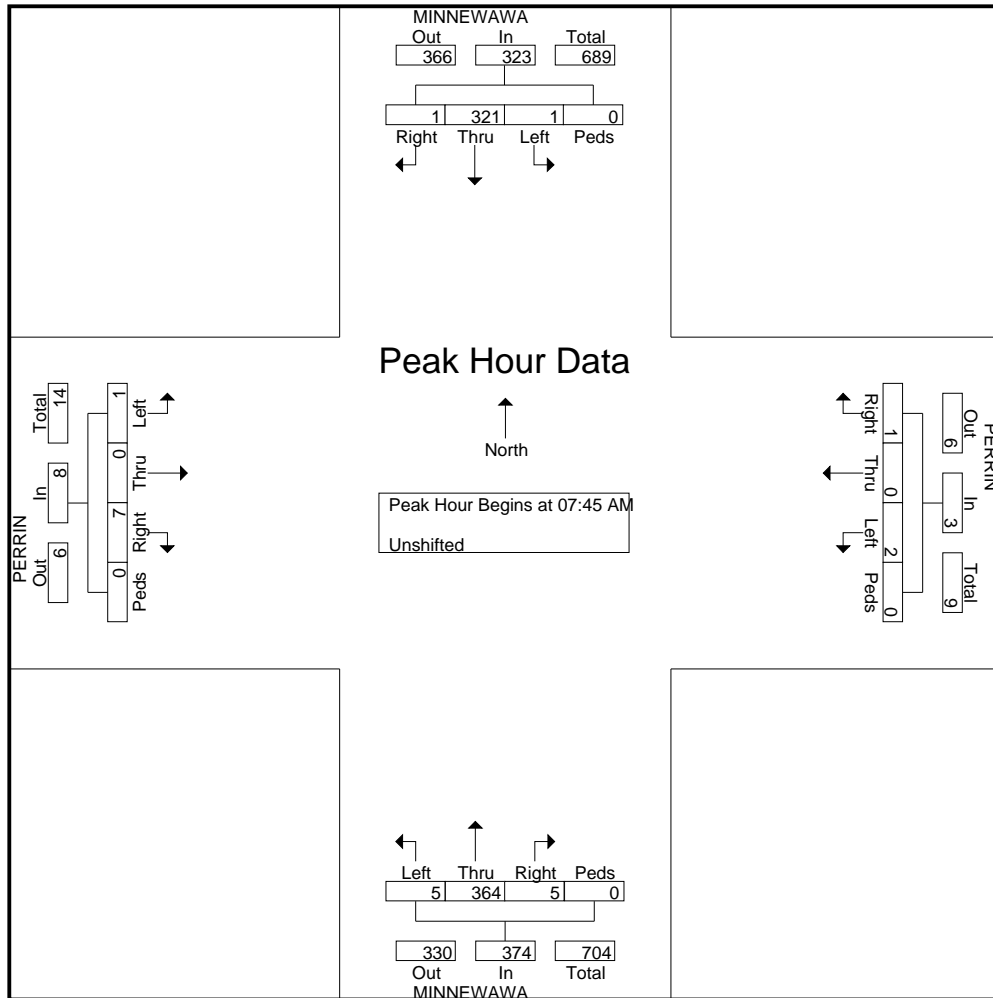 MINNEWAWA
Out In Total
366 323 689
1 321 1 0
Right Thru Left Peds
Peak Hour Data
North
Peak Hour Begins at 07:45 AM
Unshifted
PERRIN
Out In Total
6 8 14
Left Thru Right Peds
1 0 7 0
PERRIN
Out In Total
6 3 9
Right Thru Left Peds
1 0 2 0
Left Thru Right Peds
5 364 5 0
330 374 704
Out In Total
MINNEWAWA